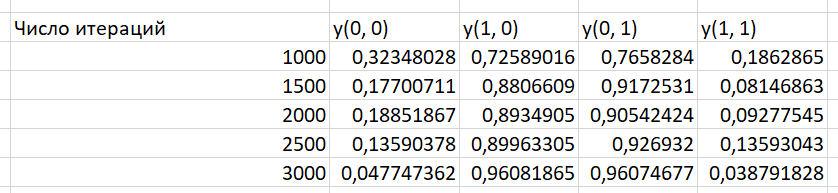 Число итераций y(0, 0) y(1, 0) y(0, 1) y(1, 1)
1000 0,32348028 0,72589016 0,7658284 0,1862865
1500 0,17700711 0,8806609 0,9172531 0,08146863
2000 0,18851867 0,8934905 0,90542424 0,09277545
2500 0,13590378 0,89963305 0,926932 0,13593043
3000 0,047747362 0,96081865 0,96074677 0,038791828